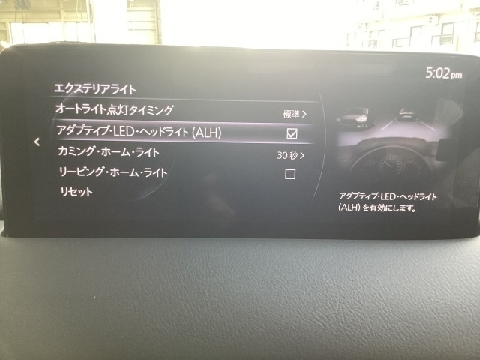 5:02 pm
エクステリアライト
オートライト点灯タイミング 標準 >
アダプティブ・LED・ヘッドライト (ALH)
カミング・ホーム・ライト 30 秒 >
リービング・ホーム・ライト
リセット
アダプティブ・LED・ヘッドライト
(ALH) を有効にします。